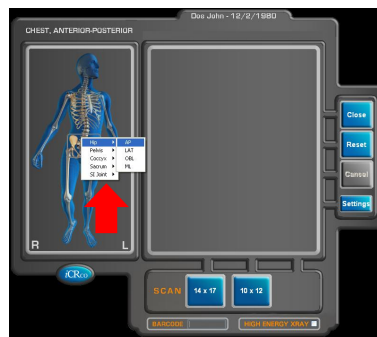 Doe John - 12/2/1980
CHEST, ANTERIOR-POSTERIOR
Hip AP
Pelvis LAT
Coccyx OBL
Sacrum ML
SI Joint
R L
iCRco
Close
Reset
Cancel
Settings
SCAN 14 x 17 10 x 12
BARCODE HIGH ENERGY XRAY